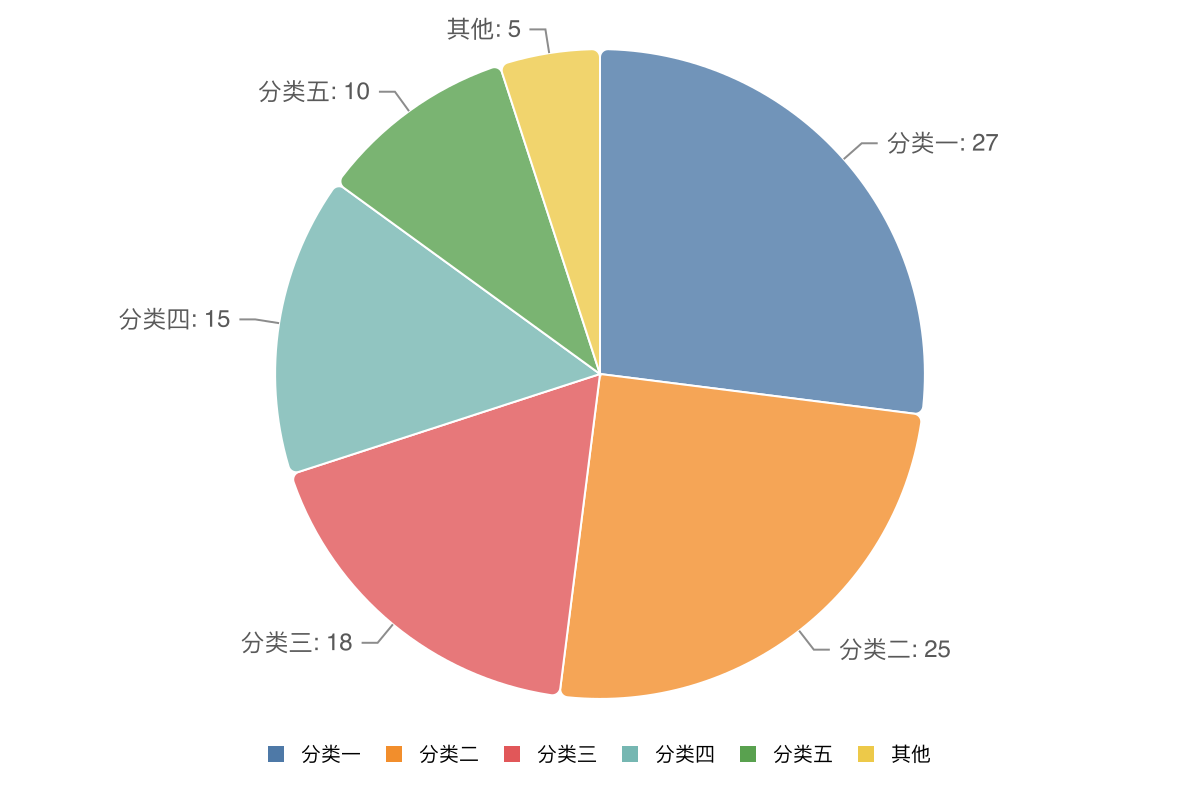 其他: 5
分类五: 10
分类一: 27
分类四: 15
分类三: 18
分类二: 25
分类一 分类二 分类三 分类四 分类五 其他